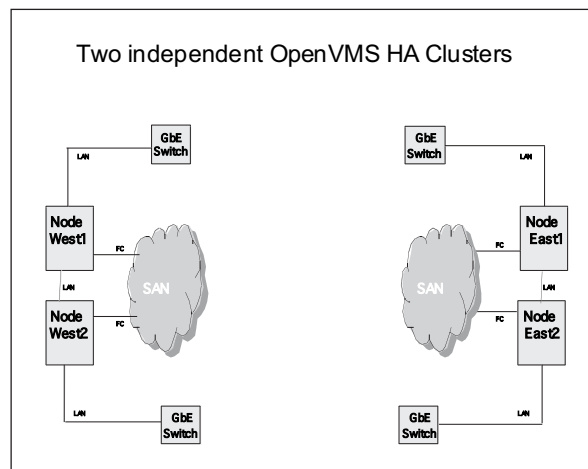 Two independent OpenVMS HA Clusters
GbE
Switch
LAN
Node
West1
FC
SAN
LAN
Node
West2
FC
LAN
GbE
Switch
GbE
Switch
LAN
Node
East1
FC
SAN
LAN
Node
East2
FC
LAN
GbE
Switch